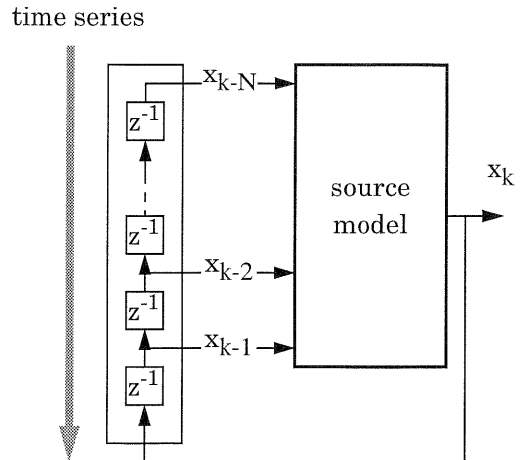 time series
x_{k-N}
z^{-1}
x_k
source
model
z^{-1}
x_{k-2}
z^{-1}
x_{k-1}
z^{-1}